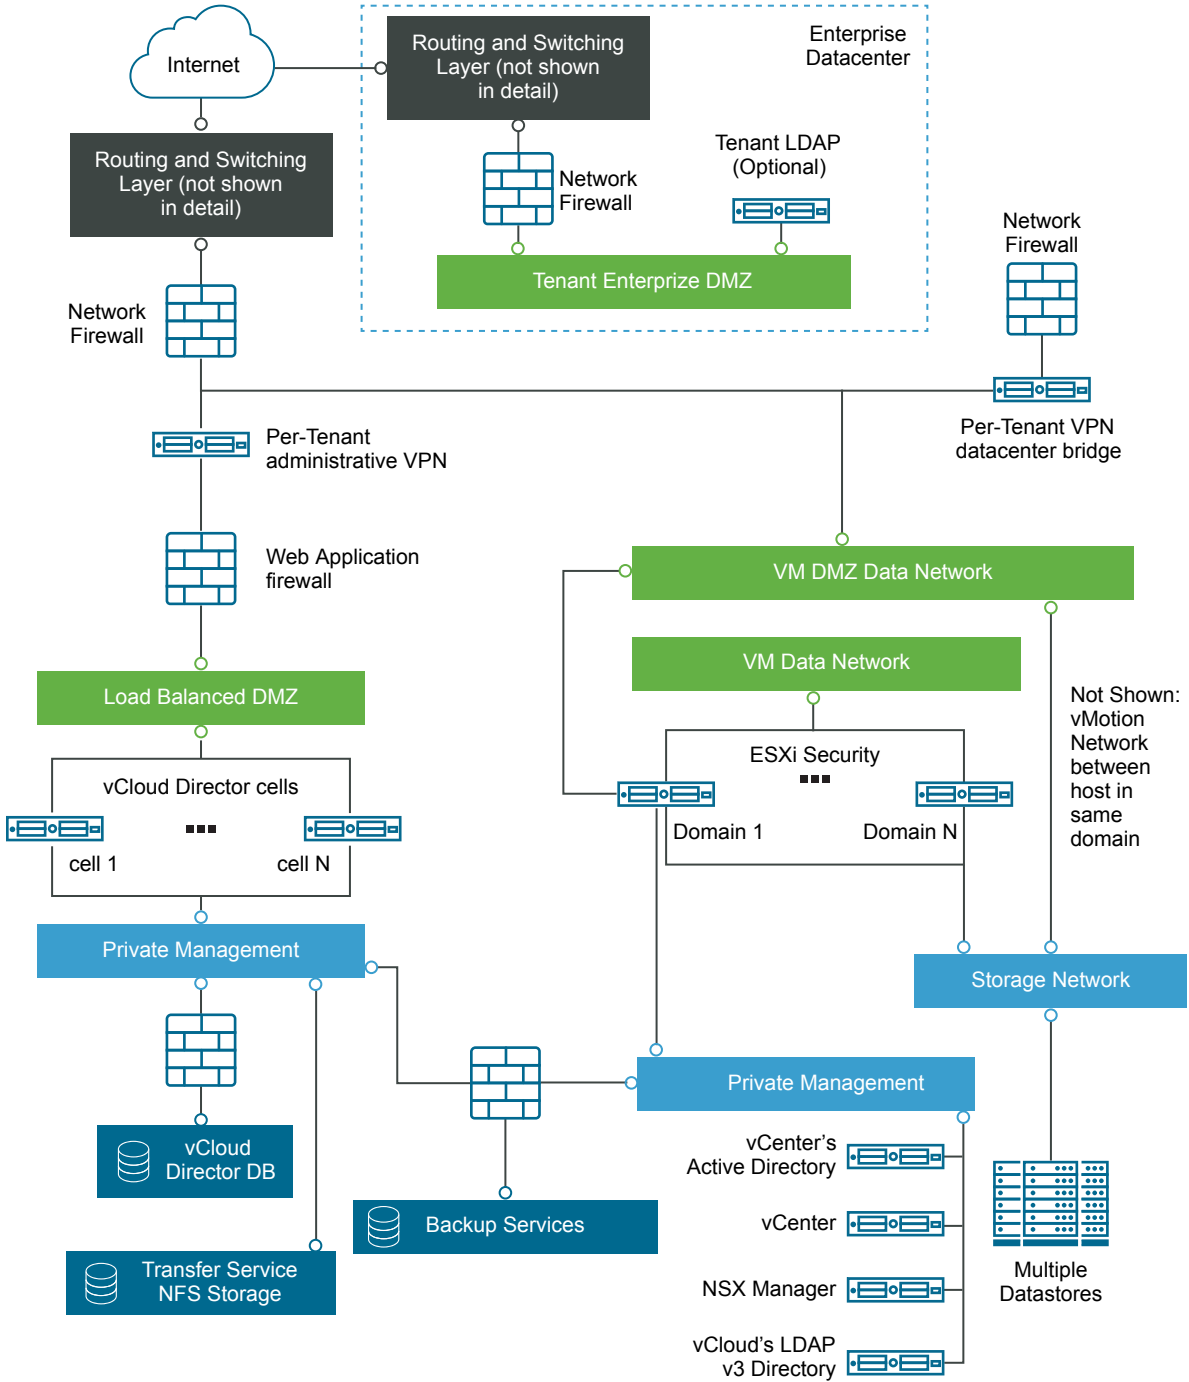 Internet
Routing and Switching
Layer (not shown
in detail)
Enterprise
Datacenter
Routing and Switching
Layer (not shown
in detail)
Network
Firewall
Tenant LDAP
(Optional)
Tenant Enterprize DMZ
Network
Firewall
Network
Firewall
Per-Tenant
administrative VPN
Per-Tenant VPN
datacenter bridge
Web Application
firewall
VM DMZ Data Network
VM Data Network
Load Balanced DMZ
Not Shown:
vMotion
Network
between
host in
same
domain
ESXi Security
Domain 1
Domain N
vCloud Director cells
cell 1
cell N
Private Management
Storage Network
Private Management
vCloud
Director DB
vCenter's
Active Directory
Backup Services
vCenter
Transfer Service
NFS Storage
NSX Manager
Multiple
Datastores
vCloud's LDAP
v3 Directory